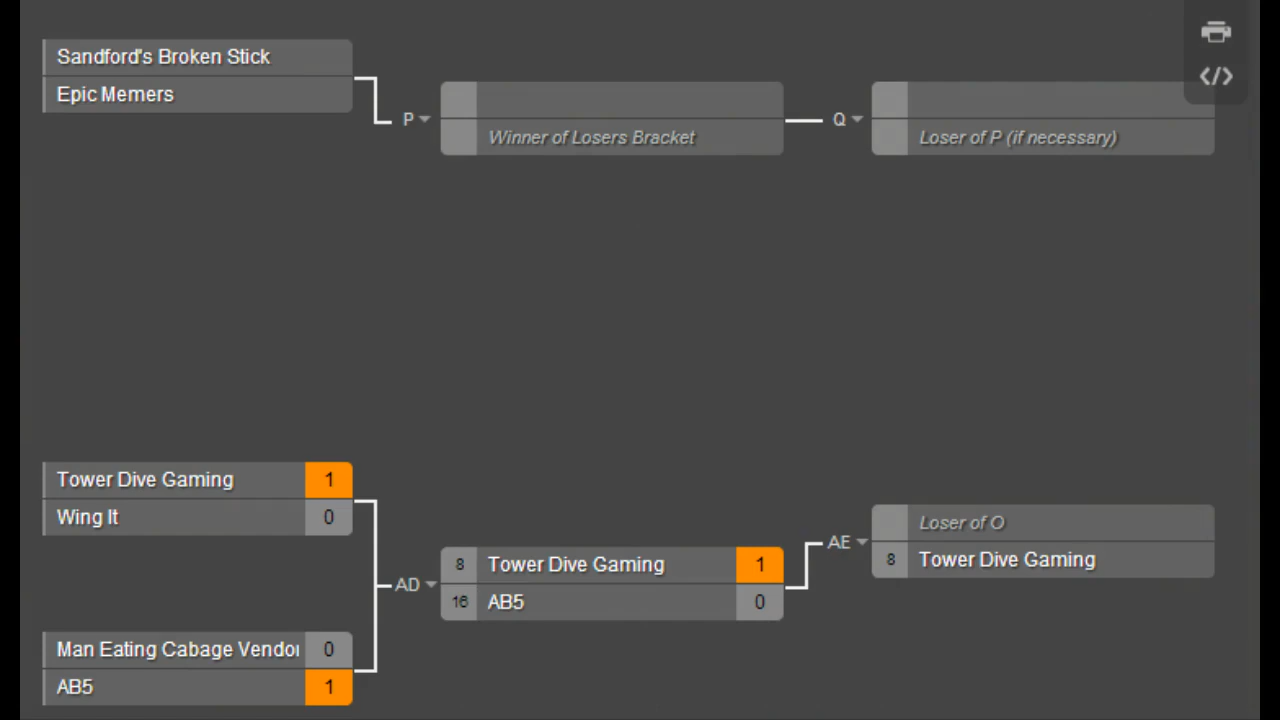 Sandford's Broken Stick
Epic Memers
P
Winner of Losers Bracket
Q
Loser of P (if necessary)
</>
Tower Dive Gaming 1
Wing It 0
AD
8 Tower Dive Gaming 1
16 AB5 0
AE
Loser of O
8 Tower Dive Gaming
Man Eating Cabage Vendor 0
AB5 1